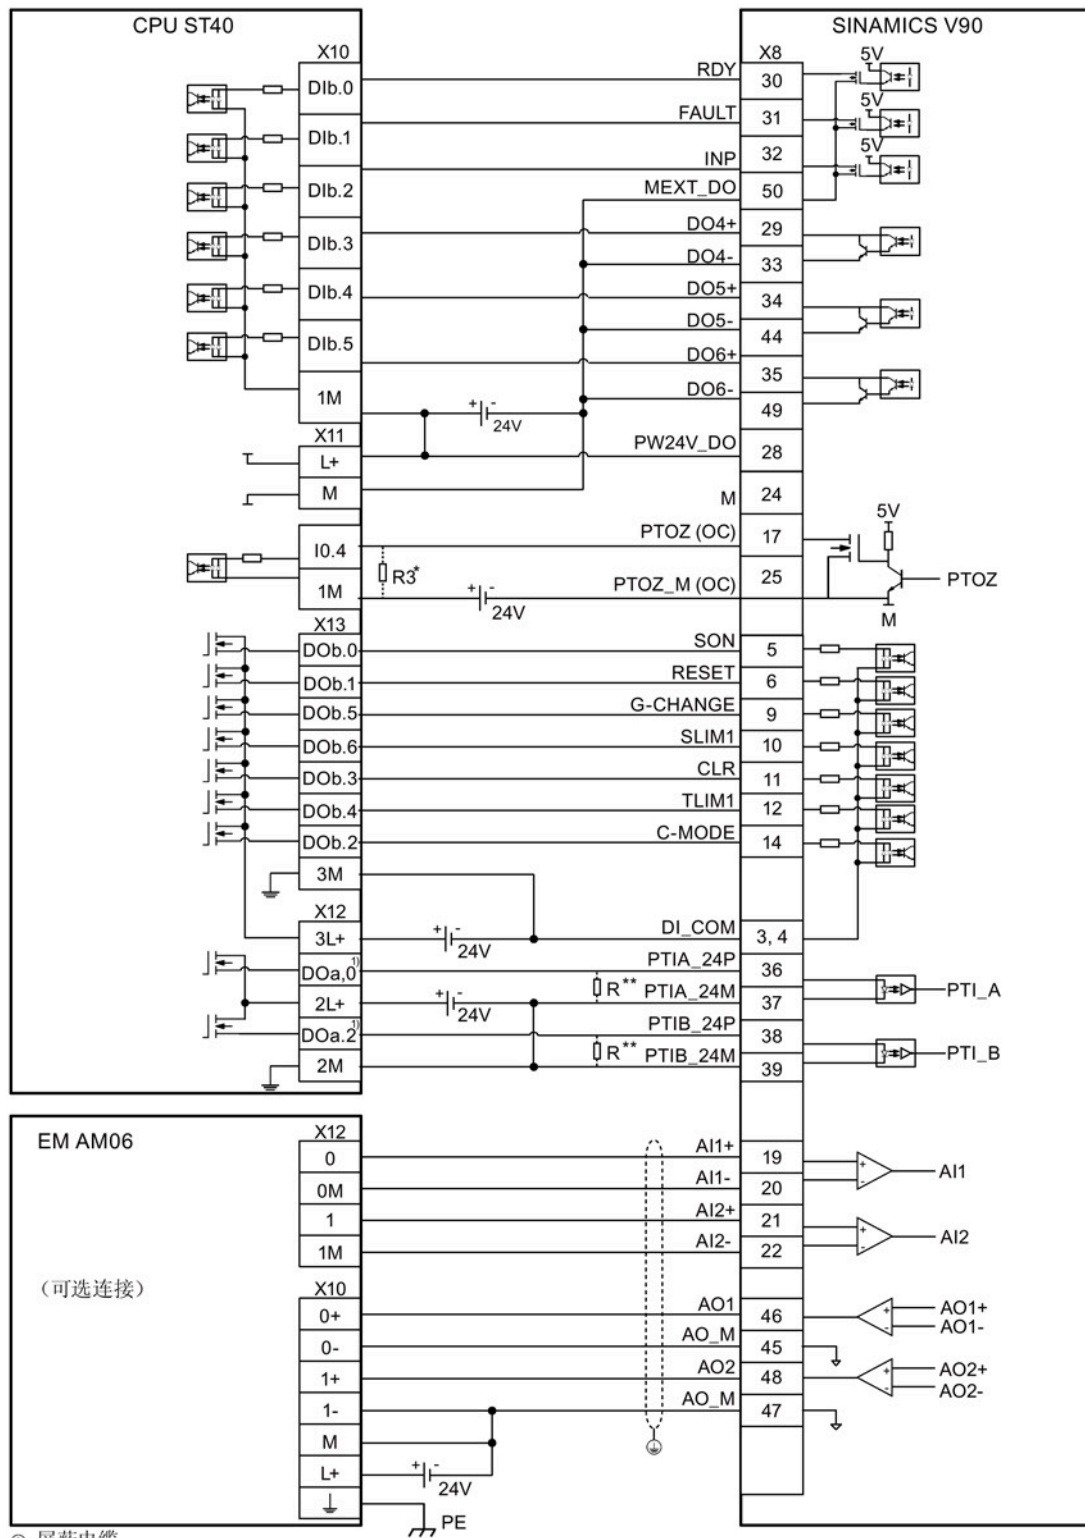 CPU ST40
SINAMICS V90
X10
X8
DIb.0
RDY
30
5V
DIb.1
FAULT
31
5V
DIb.2
INP
32
5V
MEXT_DO
50
DIb.3
DO4+
29
DO4-
33
DIb.4
DO5+
34
DO5-
44
DIb.5
DO6+
35
1M
DO6-
49
+ - 24V
X11
L+
PW24V_DO
28
M
M
24
I0.4
PTOZ (OC)
17
5V
R3*
1M
+ - 24V
PTOZ_M (OC)
25
PTOZ
M
X13
DOb.0
SON
5
DOb.1
RESET
6
DOb.5
G-CHANGE
9
DOb.6
SLIM1
10
DOb.3
CLR
11
DOb.4
TLIM1
12
DOb.2
C-MODE
14
3M
X12
3L+
+ - 24V
DI_COM
3, 4
DOa,0 1)
PTIA_24P
36
2L+
+ - 24V
R** PTIA_24M
37
PTI_A
DOa.2 1)
PTIB_24P
38
2M
R** PTIB_24M
39
PTI_B
EM AM06
X12
0
AI1+
19
+
-
AI1
0M
AI1-
20
1
AI2+
21
+
-
AI2
1M
AI2-
22
（可选连接）
X10
0+
AO1
46
+
-
AO1+
AO1-
0-
AO_M
45
1+
AO2
48
+
-
AO2+
AO2-
1-
AO_M
47
M
L+
+ - 24V
PE